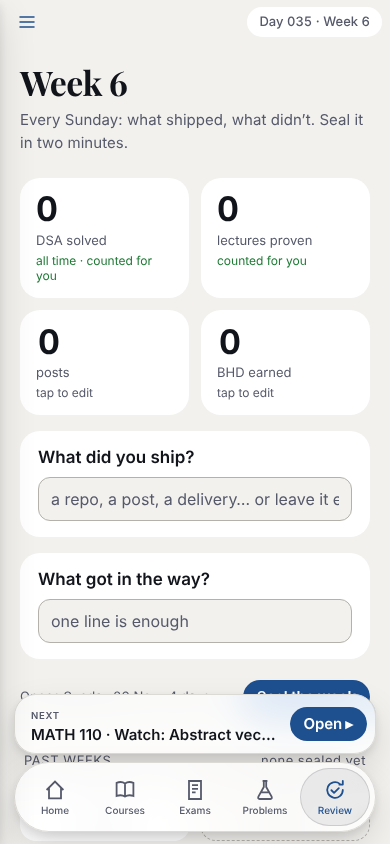 Day 035 · Week 6
Week 6
Every Sunday: what shipped, what didn’t. Seal it
in two minutes.
0
DSA solved
all time · counted for
you
0
lectures proven
counted for you
0
posts
tap to edit
0
BHD earned
tap to edit
What did you ship?
a repo, a post, a delivery… or leave it e
What got in the way?
one line is enough
NEXT
MATH 110 · Watch: Abstract vec…
Open ▸
PAST WEEKS
none sealed yet
Home
Courses
Exams
Problems
Review